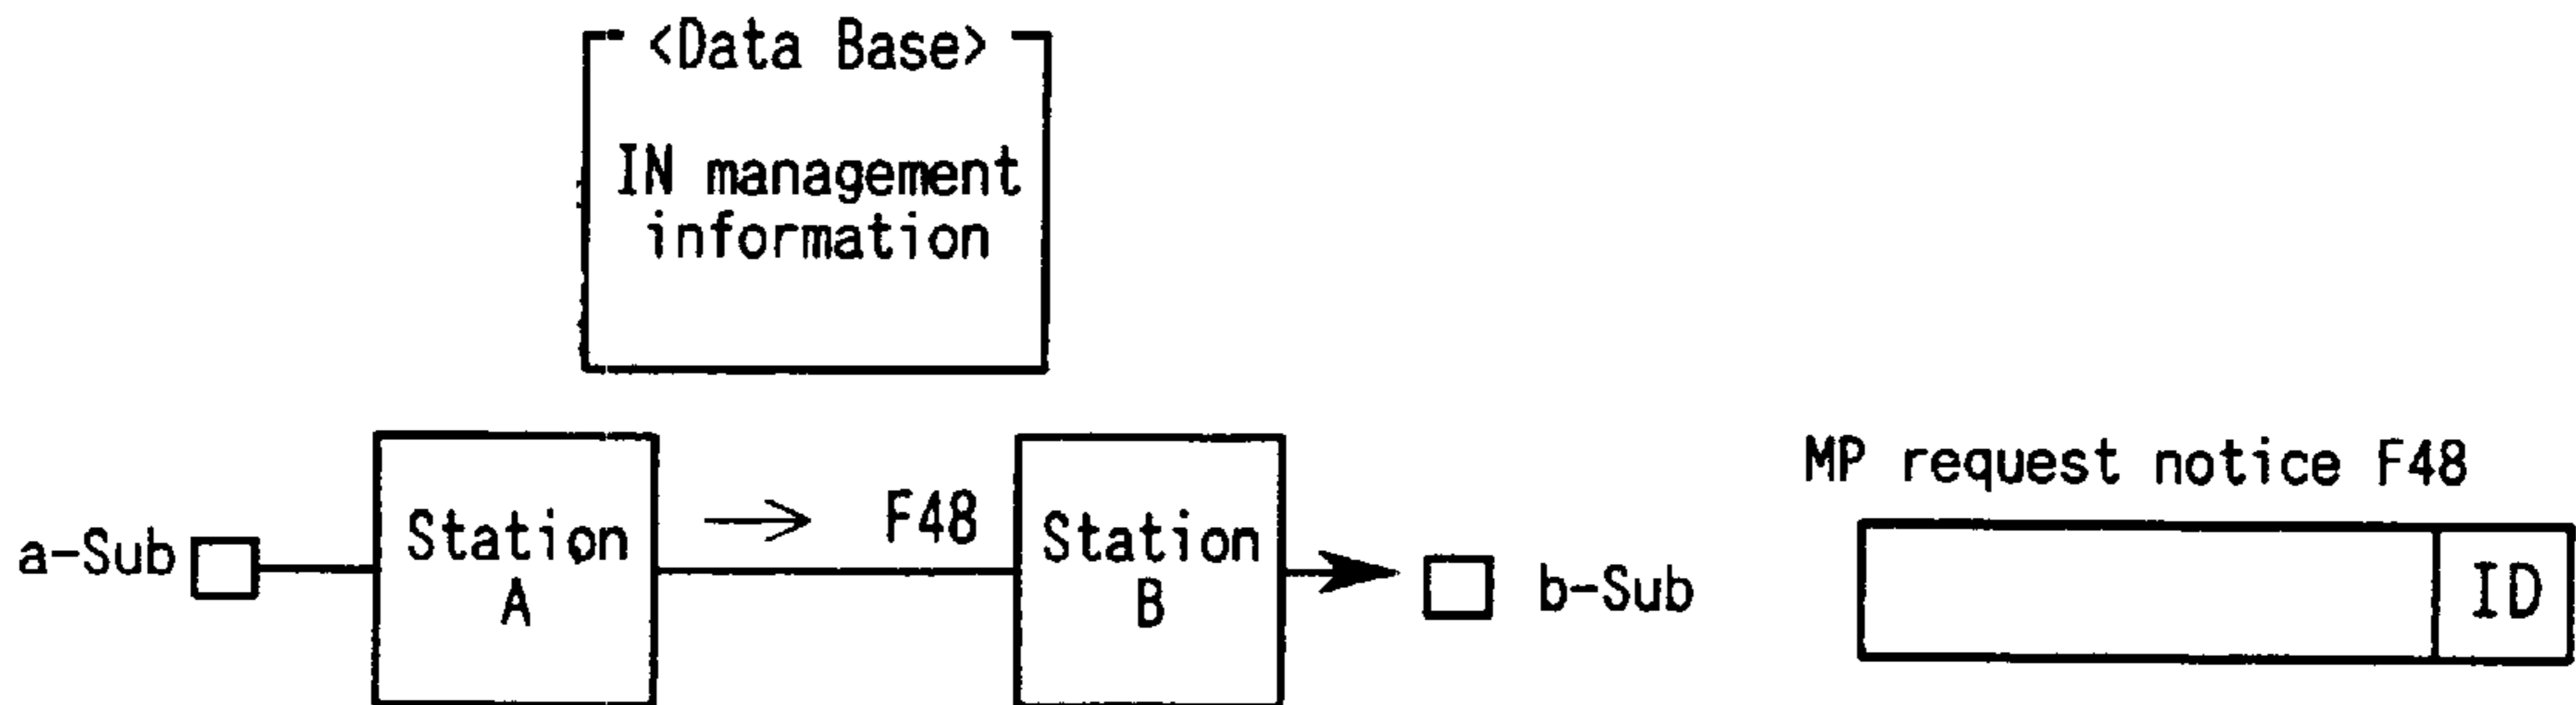 <Data Base>
IN management
information
a-Sub
Station
A
F48
Station
B
b-Sub
MP request notice F48
ID